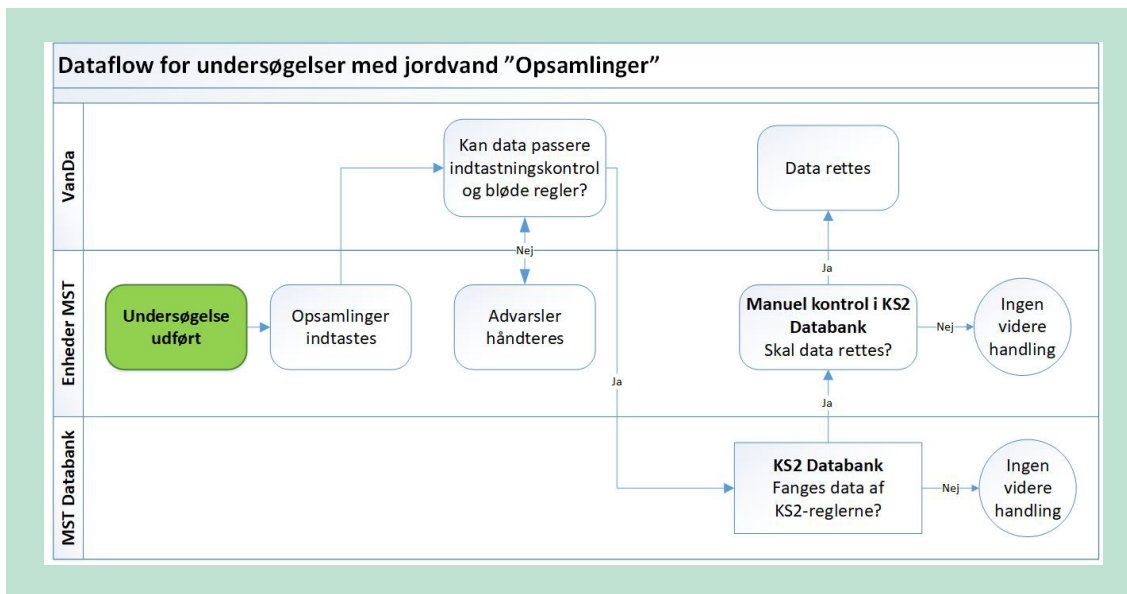 Dataflow for undersøgelser med jordvand ”Opsamlinger”
VanDa
Kan data passere
indtastningskontrol
og bløde regler?
Data rettes
Nej
Ja
Enheder MST
Undersøgelse
udført
Opsamlinger
indtastes
Advarsler
håndteres
Manuel kontrol i KS2
Databank
Skal data rettes?
Nej
Ingen
videre
handling
Ja
Ja
MST Databank
KS2 Databank
Fanges data af
KS2-reglerne?
Nej
Ingen
videre
handling